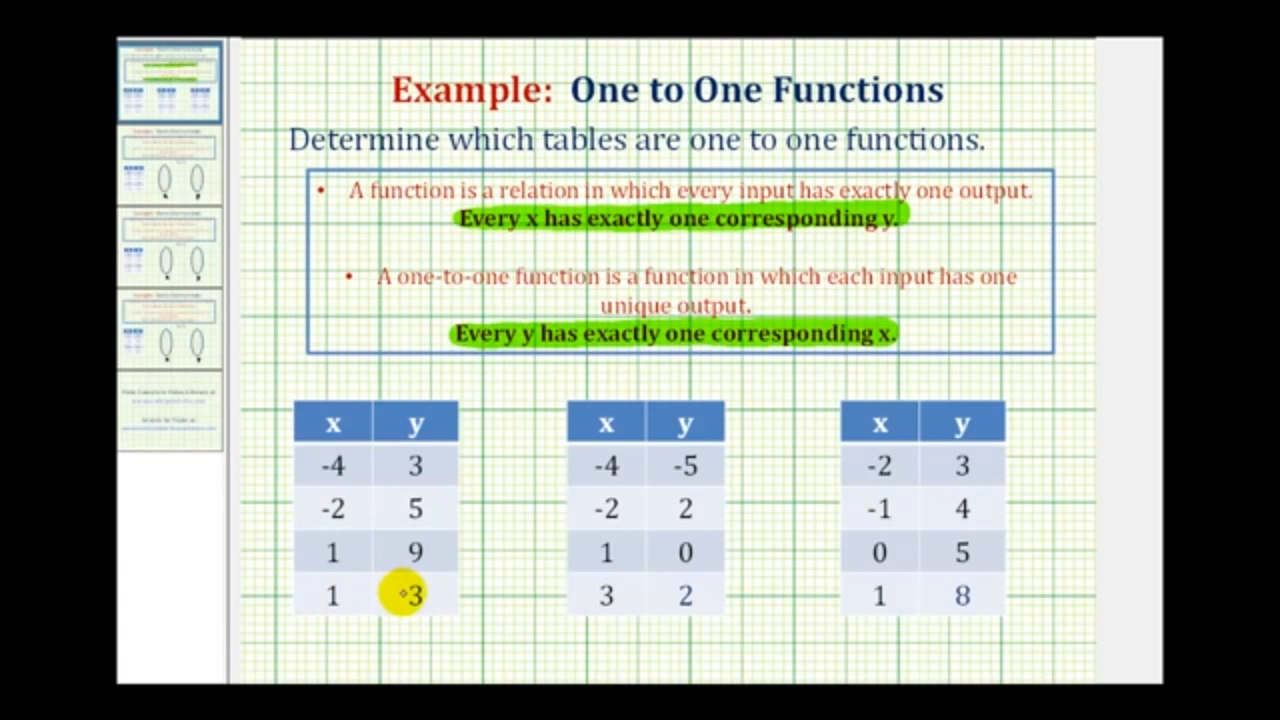 Example: One to One Functions
Determine which tables are one to one functions.
• A function is a relation in which every input has exactly one output.
Every x has exactly one corresponding y.
• A one-to-one function is a function in which each input has one
unique output.
Every y has exactly one corresponding x.
x y x y x y
-4 3 -4 -5 -2 3
-2 5 -2 2 -1 4
1 9 1 0 0 5
1 3 3 2 1 8